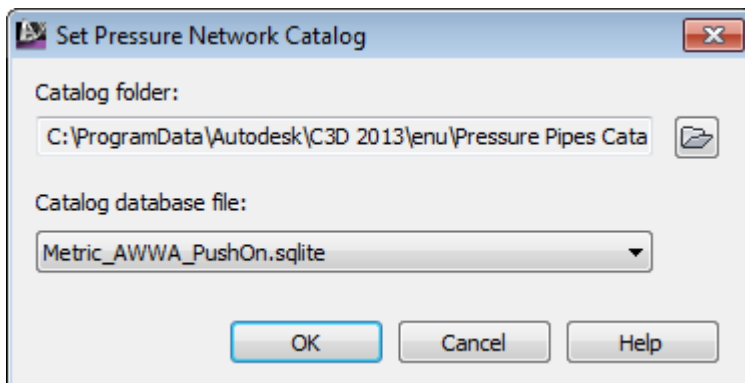 Set Pressure Network Catalog
Catalog folder:
C:\ProgramData\Autodesk\C3D 2013\enu\Pressure Pipes Cata
Catalog database file:
Metric_AWWA_PushOn.sqlite
OK Cancel Help